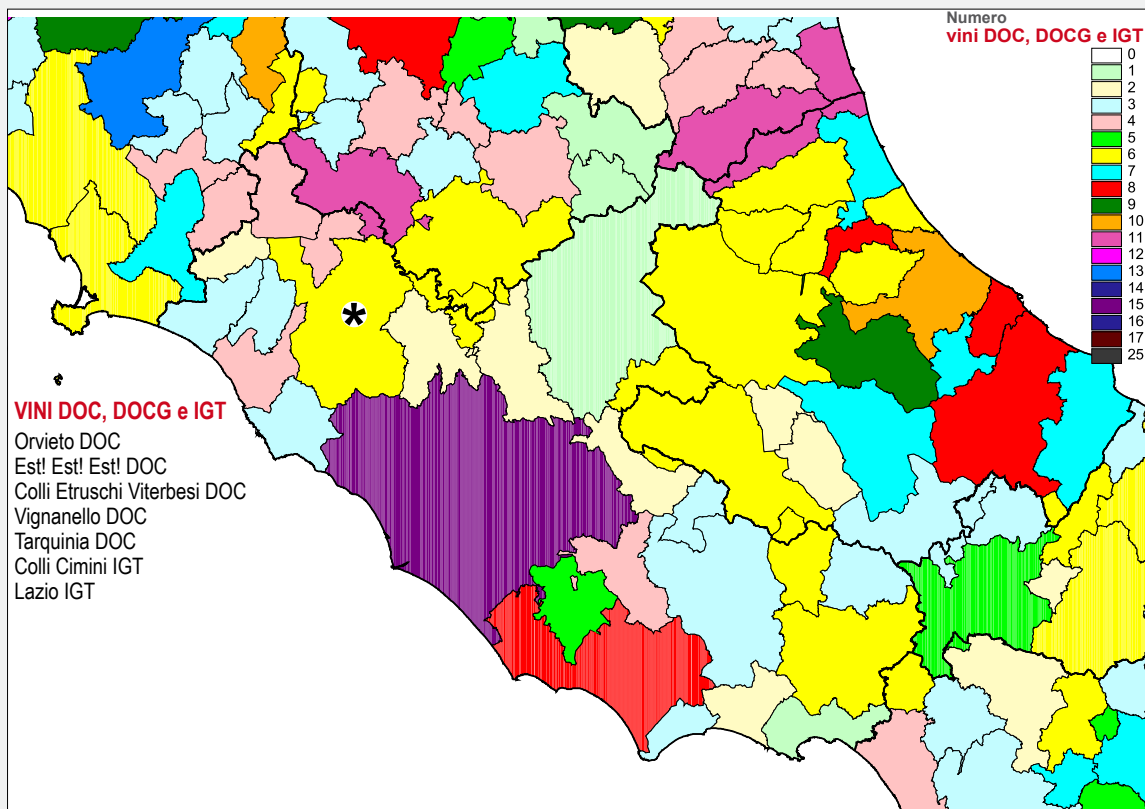 Numero
vini DOC, DOCG e IGT
0
1
2
3
4
5
6
7
8
9
10
11
12
13
14
15
16
17
25
*
VINI DOC, DOCG e IGT
Orvieto DOC
Est! Est! Est! DOC
Colli Etruschi Viterbesi DOC
Vignanello DOC
Tarquinia DOC
Colli Cimini IGT
Lazio IGT